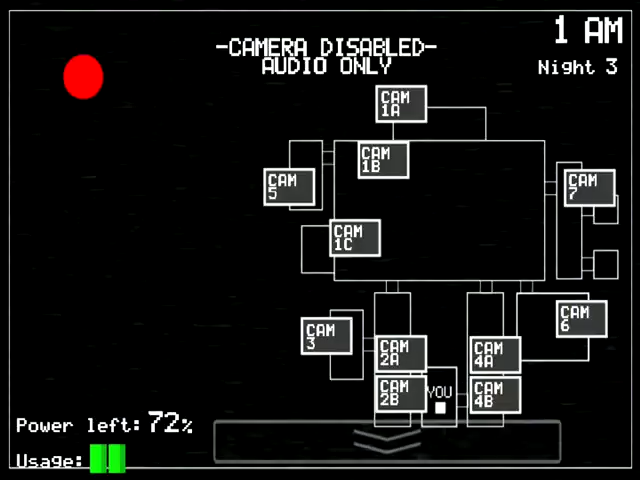 1 AM
-CAMERA DISABLED-
AUDIO ONLY
Night 3
CAM
1A
CAM
1B
CAM
5
CAM
7
CAM
1C
CAM
6
CAM
3
CAM
2A
CAM
4A
CAM
2B
YOU
CAM
4B
Power left: 72%
Usage: